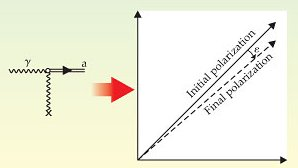 γ
a
Initial polarization
ε
Final polarization